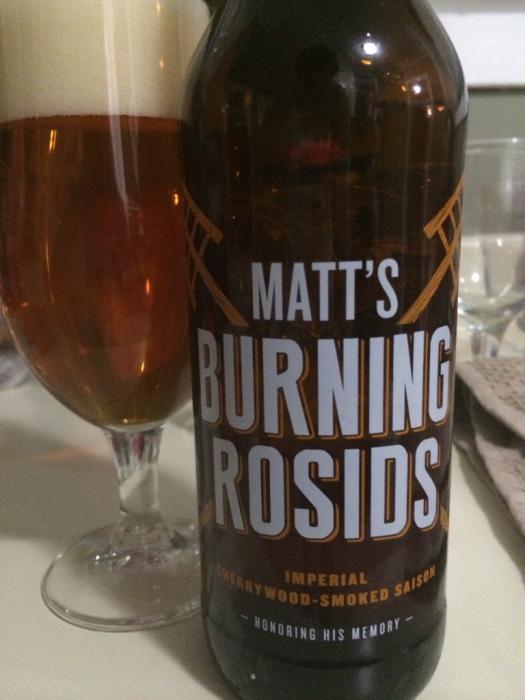 MATT'S
BURNING
ROSIDS
IMPERIAL
CHERRYWOOD-SMOKED SAISON
— HONORING HIS MEMORY —